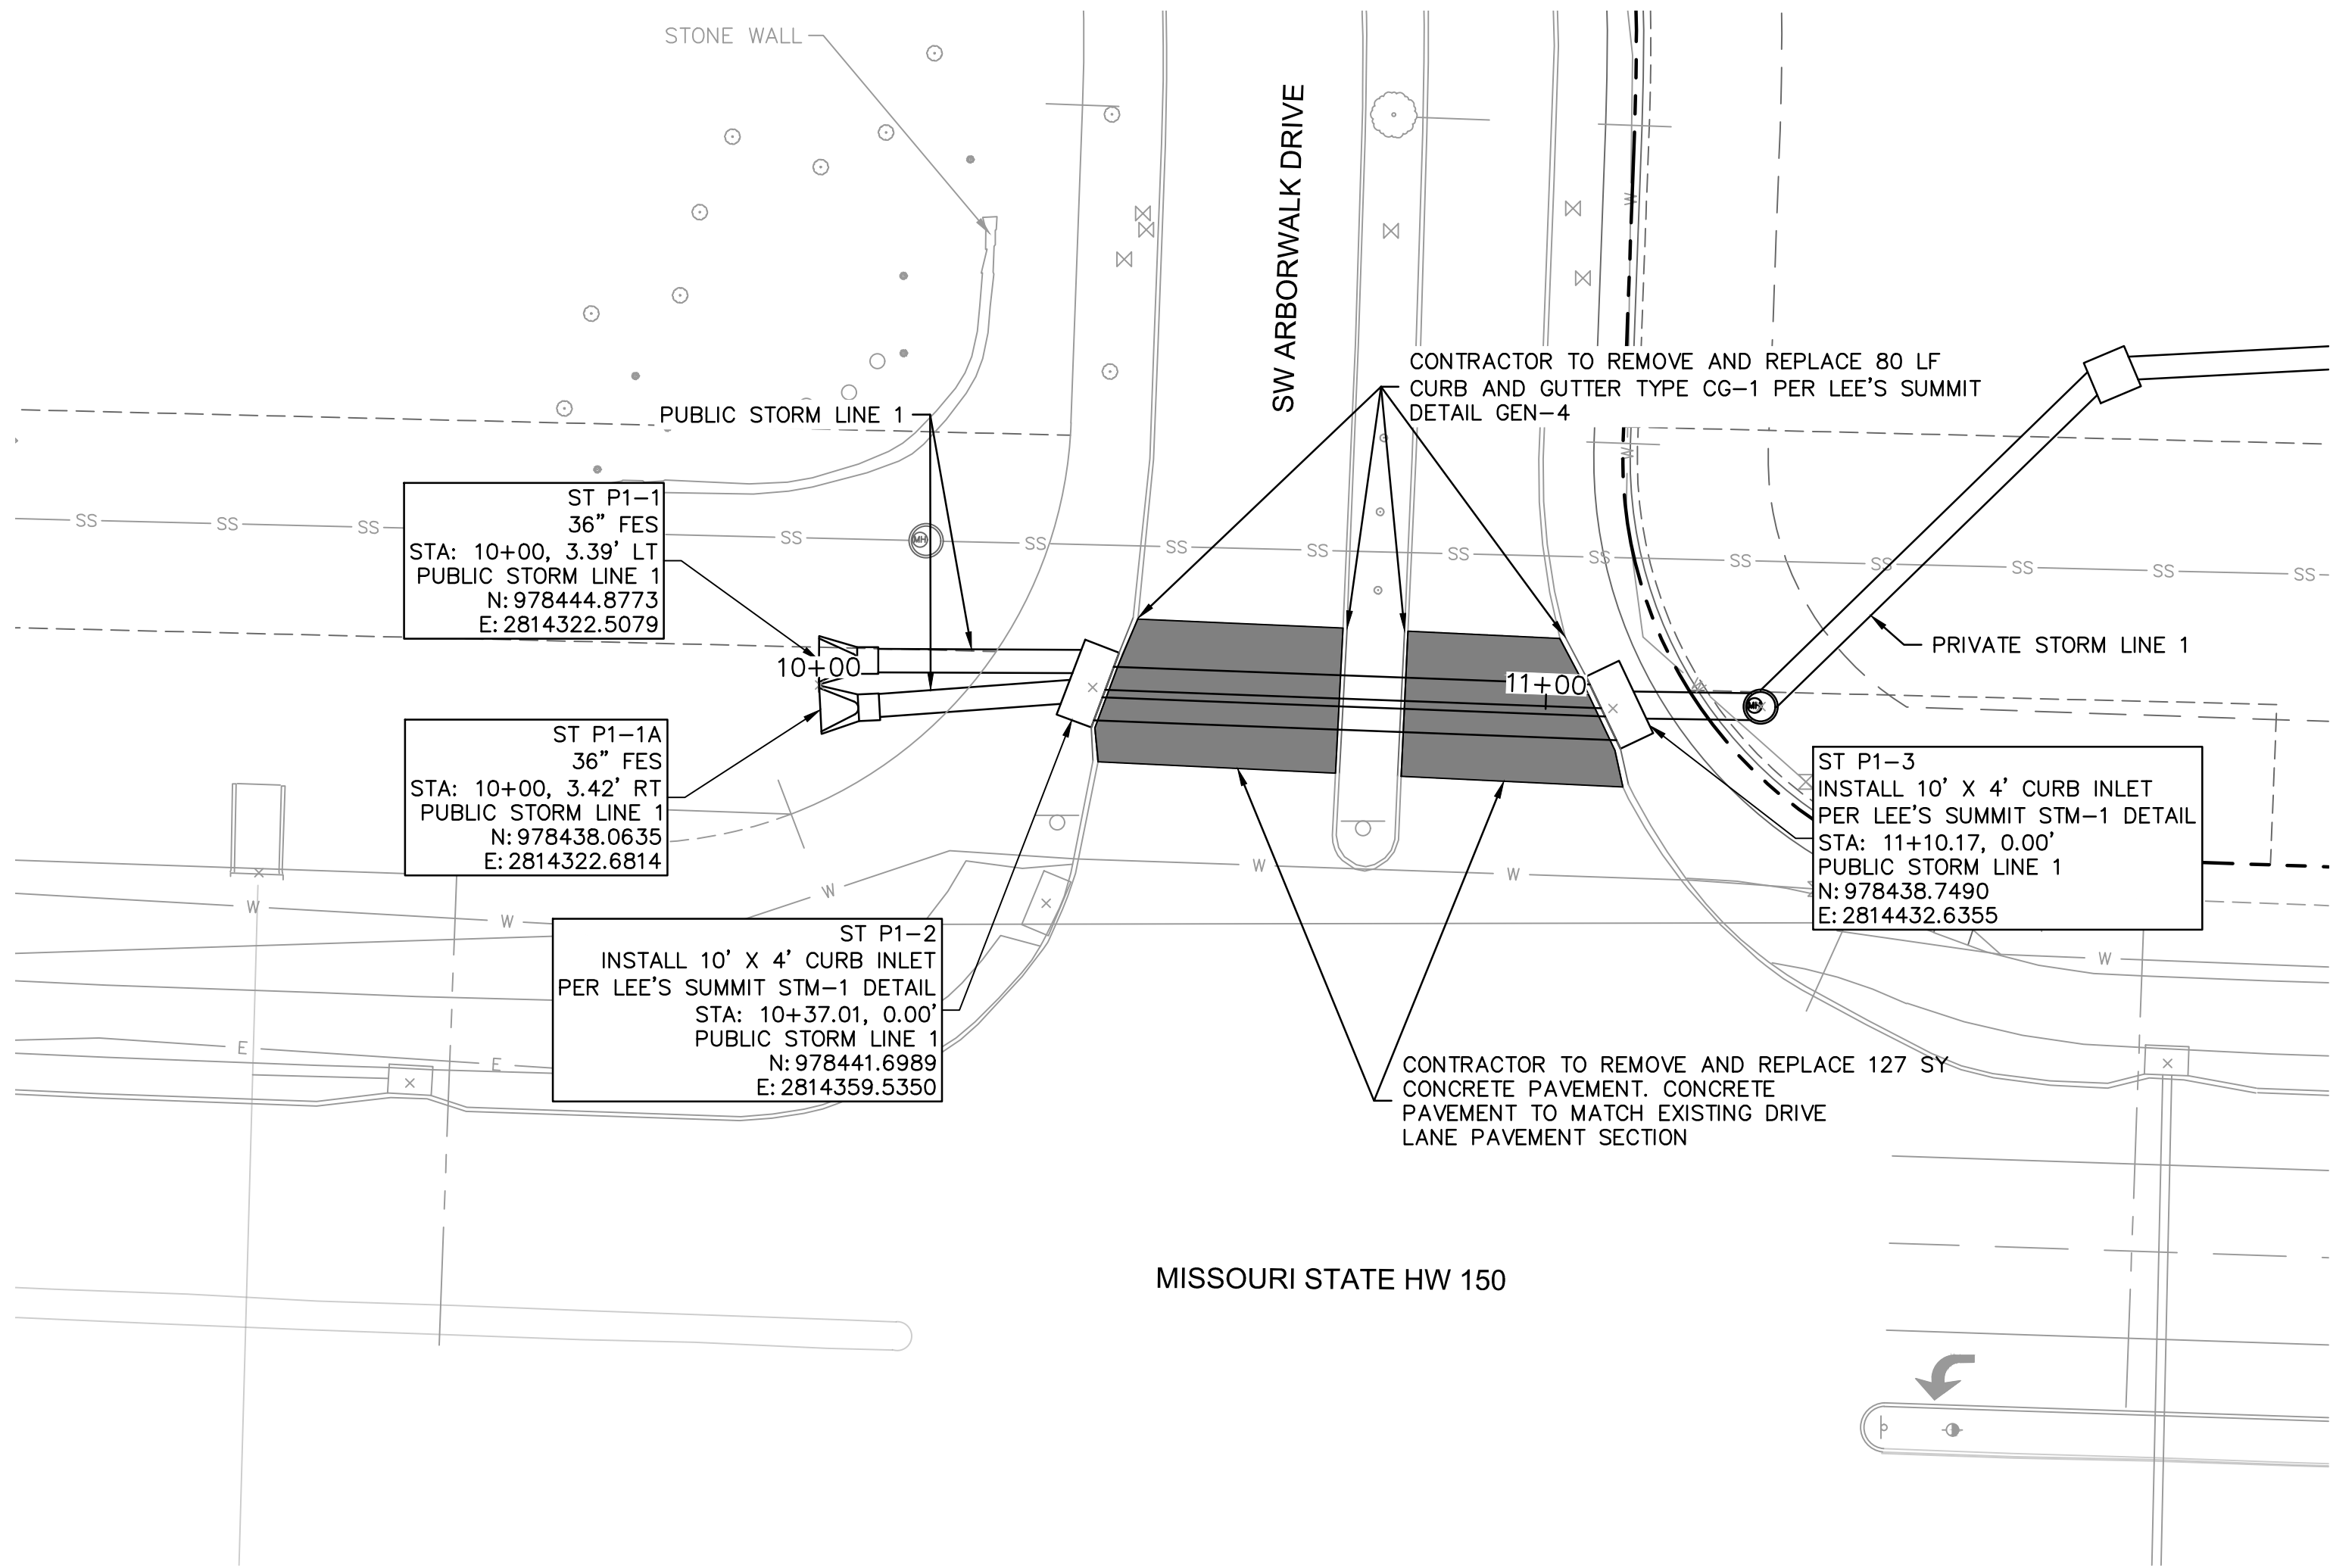 STONE WALL
SW ARBORWALK DRIVE
CONTRACTOR TO REMOVE AND REPLACE 80 LF
CURB AND GUTTER TYPE CG-1 PER LEE'S SUMMIT
DETAIL GEN-4
PUBLIC STORM LINE 1
W
W
ST P1-1
36" FES
STA: 10+00, 3.39' LT
PUBLIC STORM LINE 1
N: 978444.8773
E: 2814322.5079
SS
SS
SS
SS
MH
SS
SS
SS
SS
SS
SS
SS
SS
SS
SS
PRIVATE STORM LINE 1
10+00
11+00
W
MH
ST P1-1A
36" FES
STA: 10+00, 3.42' RT
PUBLIC STORM LINE 1
N: 978438.0635
E: 2814322.6814
ST P1-3
INSTALL 10' X 4' CURB INLET
PER LEE'S SUMMIT STM-1 DETAIL
STA: 11+10.17, 0.00'
PUBLIC STORM LINE 1
N: 978438.7490
E: 2814432.6355
W
W
W
W
W
W
ST P1-2
INSTALL 10' X 4' CURB INLET
PER LEE'S SUMMIT STM-1 DETAIL
STA: 10+37.01, 0.00'
PUBLIC STORM LINE 1
N: 978441.6989
E: 2814359.5350
E
E
CONTRACTOR TO REMOVE AND REPLACE 127 SY
CONCRETE PAVEMENT. CONCRETE
PAVEMENT TO MATCH EXISTING DRIVE
LANE PAVEMENT SECTION
MISSOURI STATE HW 150